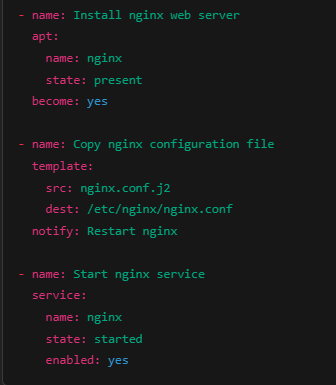 - name: Install nginx web server
  apt:
    name: nginx
    state: present
  become: yes

- name: Copy nginx configuration file
  template:
    src: nginx.conf.j2
    dest: /etc/nginx/nginx.conf
  notify: Restart nginx

- name: Start nginx service
  service:
    name: nginx
    state: started
    enabled: yes